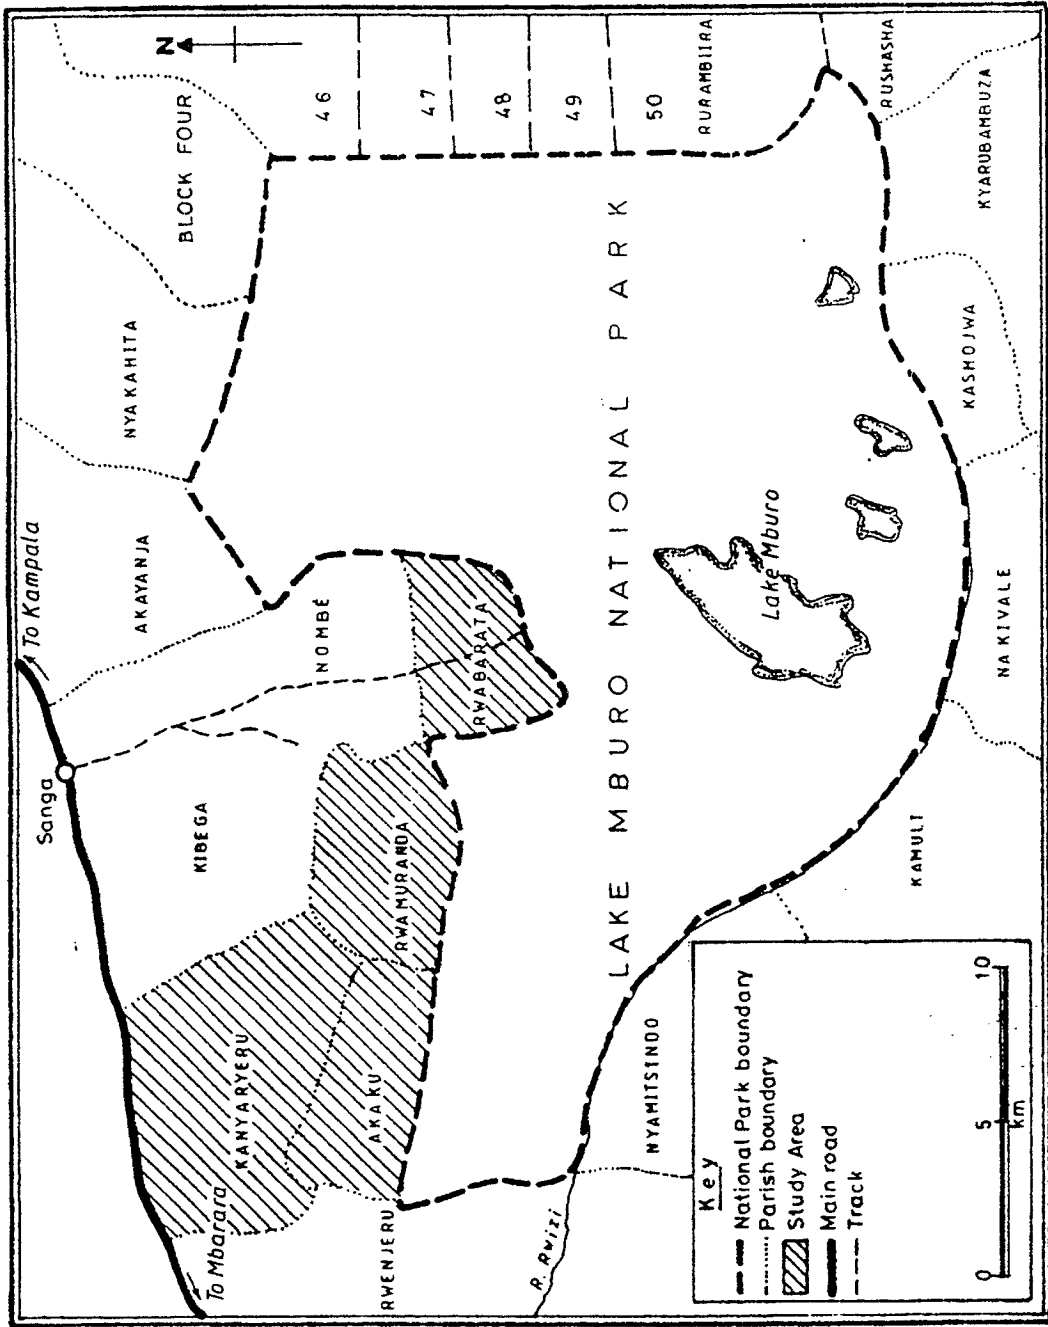 N
BLOCK FOUR
46
47
48
49
50
RURAMBIIRA
RUSHASHA
KYARUBAMBUZA
NYAKAHITA
AKAYANJA
To Kampala
Sanga
NOMBE
KIBEGA
RWABARATA
RWAMURANDA
KANYARYERU
AKAKU
To Mbarara
RWENJERU
R. Rwizi
LAKE MBURO NATIONAL PARK
Lake Mburo
KASHOJWA
NAKIVALE
KAMULI
NYAMITSINDO
Key
National Park boundary
Parish boundary
Study Area
Main road
Track
0 5 10
km